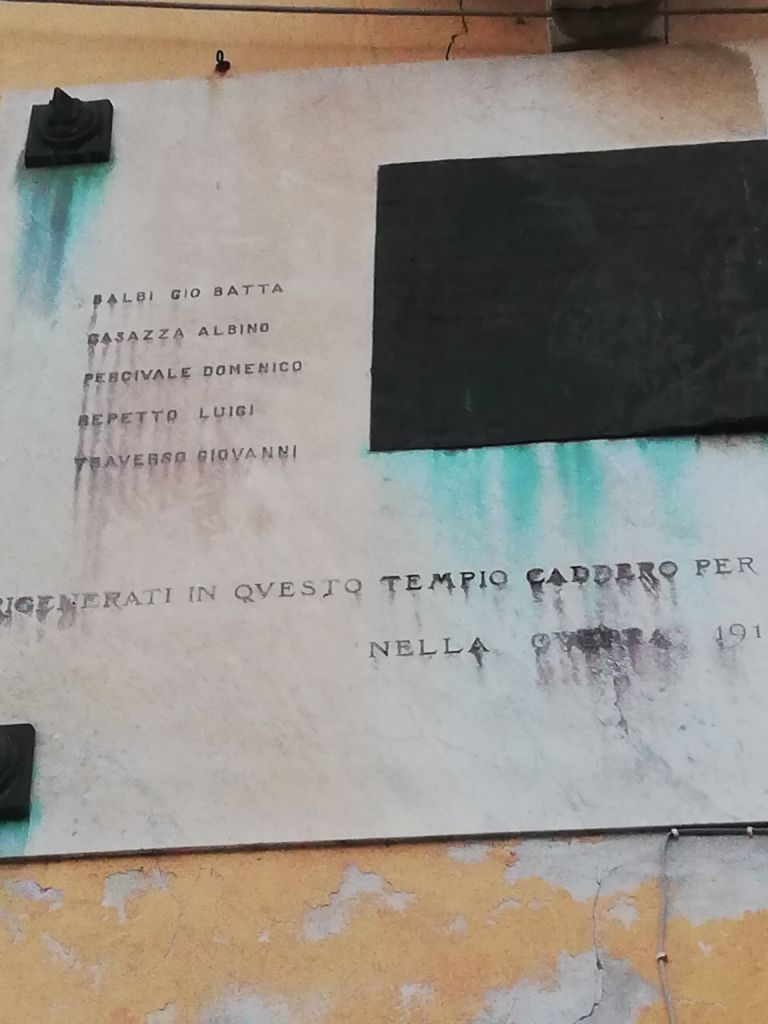 BALBI GIO BATTA
CASAZZA ALBINO
PERCIVALE DOMENICO
REPETTO LUIGI
TRAVERSO GIOVANNI
RIGENERATI IN QVESTO TEMPIO CADDERO PER
NELLA GVERRA 191